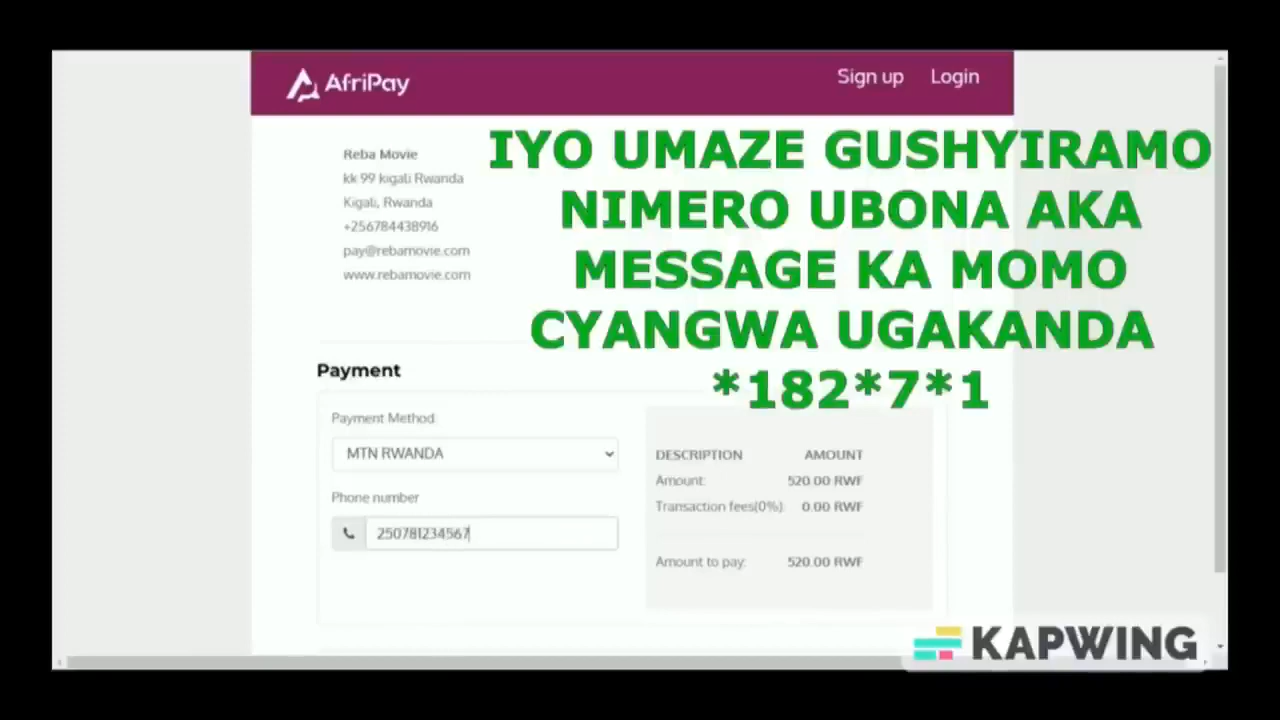 AfriPay
Sign up
Login
Reba Movie
kk 99 kigali Rwanda
Kigali, Rwanda
+256784438916
pay@rebamovie.com
www.rebamovie.com
IYO UMAZE GUSHYIRAMO
NIMERO UBONA AKA
MESSAGE KA MOMO
CYANGWA UGAKANDA
*182*7*1
Payment
Payment Method
MTN RWANDA
Phone number
250781234567
DESCRIPTION AMOUNT
Amount: 520.00 RWF
Transaction fees(0%): 0.00 RWF
Amount to pay: 520.00 RWF
KAPWING